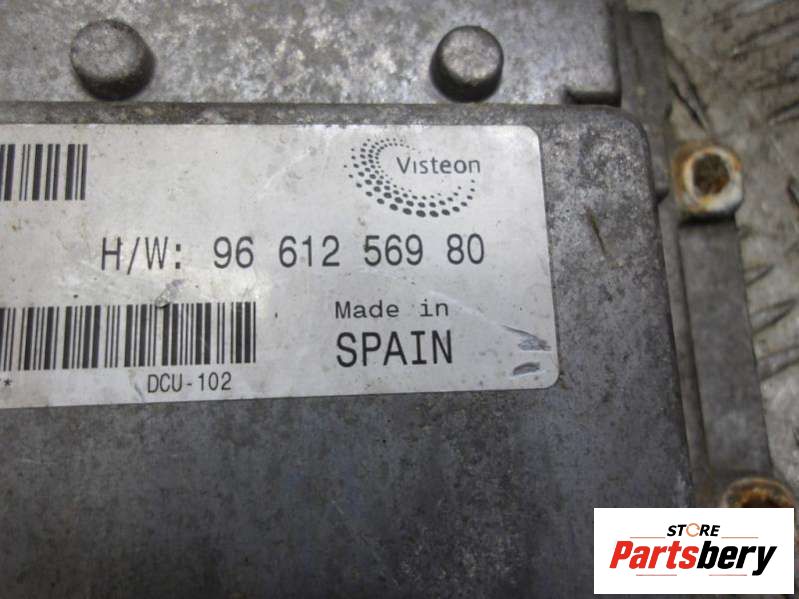 Visteon
H/W: 96 612 569 80
Made in
SPAIN
DCU-102
STORE
Partsbery